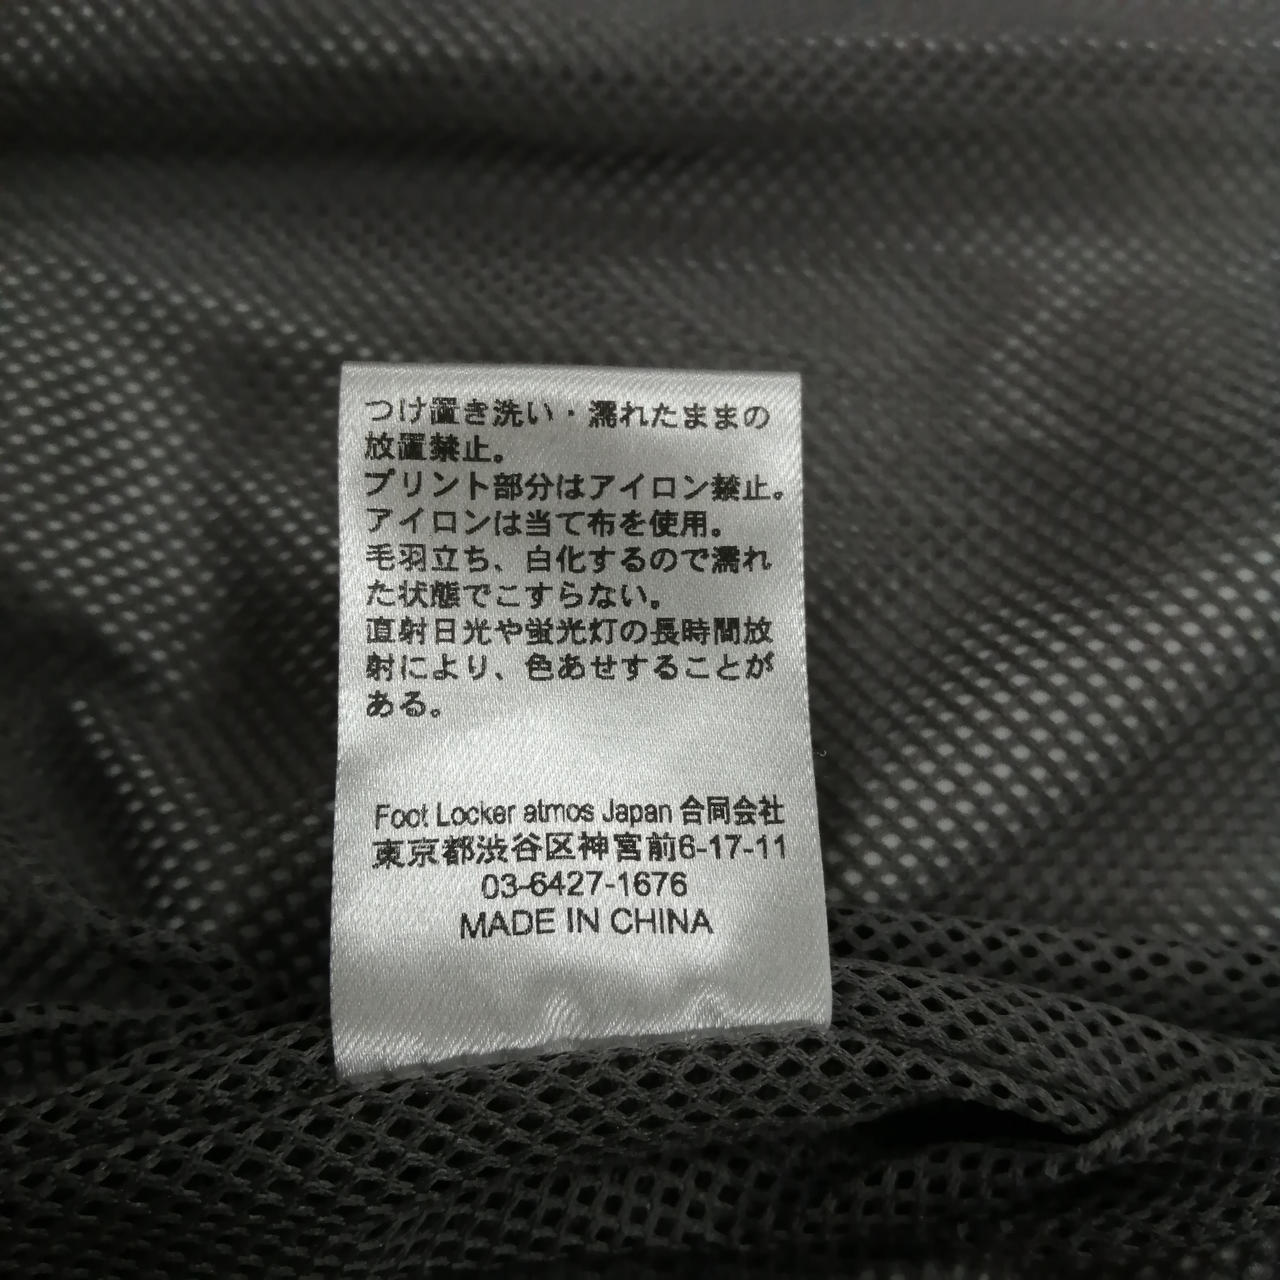 つけ置き洗い・濡れたままの
放置禁止。
プリント部分はアイロン禁止。
アイロンは当て布を使用。
毛羽立ち、白化するので濡れ
た状態でこすらない。
直射日光や蛍光灯の長時間放
射により、色あせすることが
ある。
Foot Locker atmos Japan 合同会社
東京都渋谷区神宮前6-17-11
03-6427-1676
MADE IN CHINA